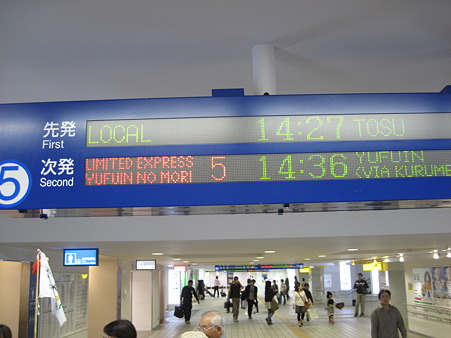 先発 LOCAL 14:27 TOSU
First
次発 LIMITED EXPRESS 5 14:36 YUFUIN
Second YUFUIN NO MORI (VIA KURUME
5